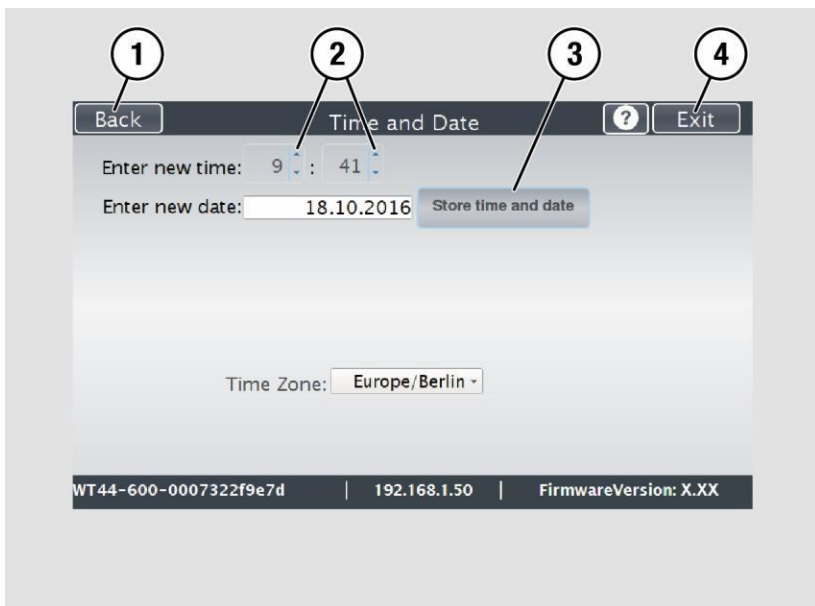 1 2 3 4
Back Time and Date ? Exit
Enter new time: 9 : 41
Enter new date: 18.10.2016 Store time and date
Time Zone: Europe/Berlin
WT44-600-0007322f9e7d | 192.168.1.50 | FirmwareVersion: X.XX